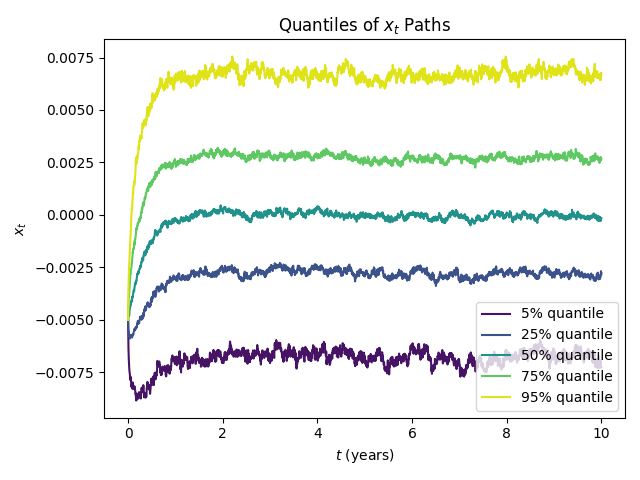 Quantiles of $x_t$ Paths
0.0075
0.0050
0.0025
0.0000
−0.0025
−0.0050
−0.0075
$x_t$
5% quantile
25% quantile
50% quantile
75% quantile
95% quantile
0 2 4 6 8 10
$t$ (years)